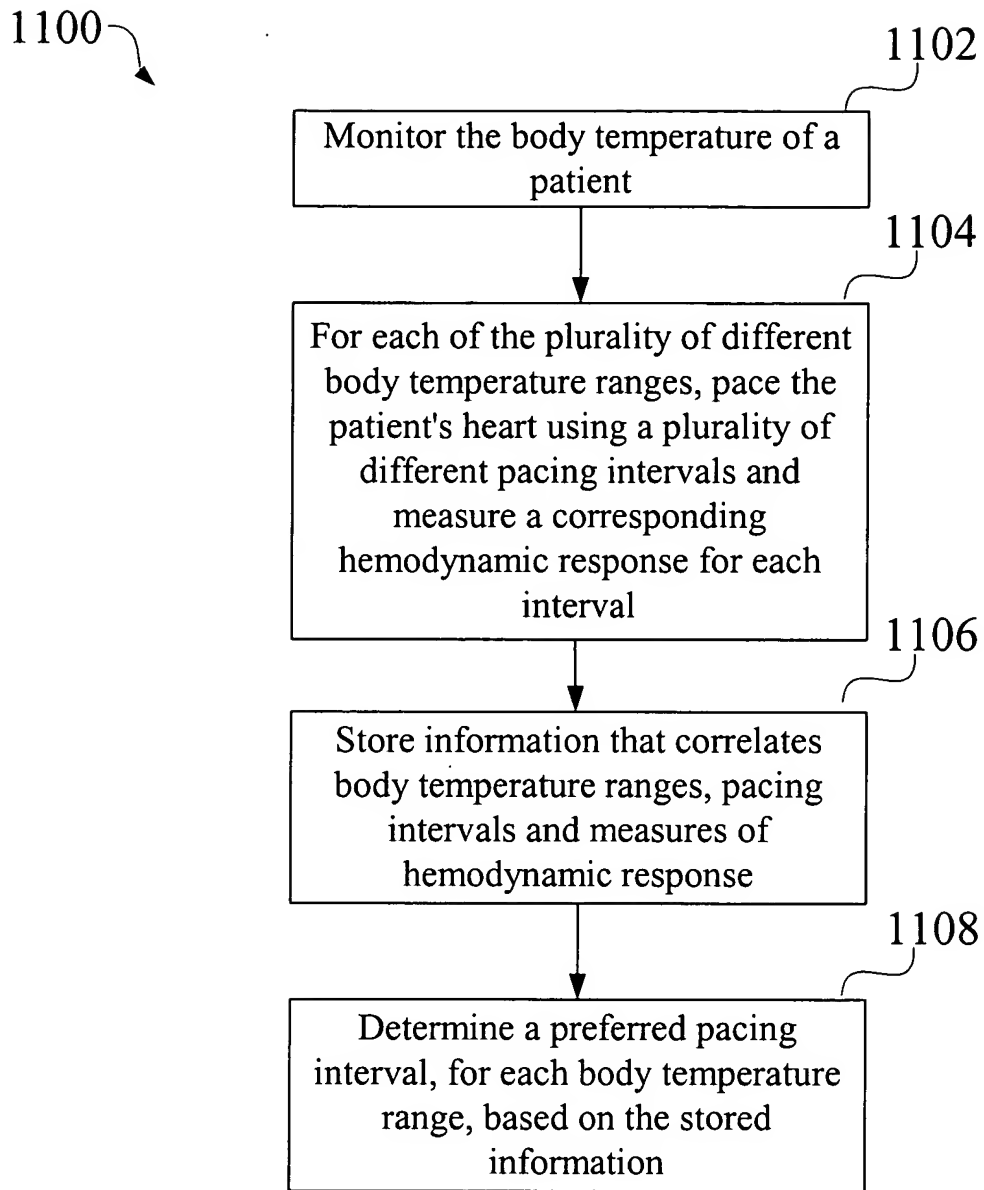 1100
1102
Monitor the body temperature of a
patient
1104
For each of the plurality of different
body temperature ranges, pace the
patient's heart using a plurality of
different pacing intervals and
measure a corresponding
hemodynamic response for each
interval
1106
Store information that correlates
body temperature ranges, pacing
intervals and measures of
hemodynamic response
1108
Determine a preferred pacing
interval, for each body temperature
range, based on the stored
information